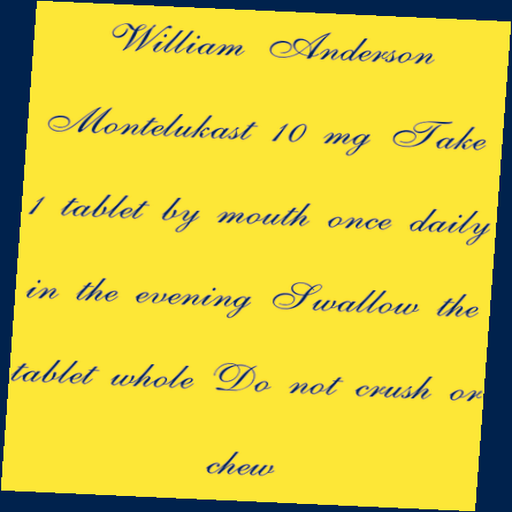 William Anderson
Montelukast 10 mg Take
1 tablet by mouth once daily
in the evening Swallow the
tablet whole Do not crush or
chew